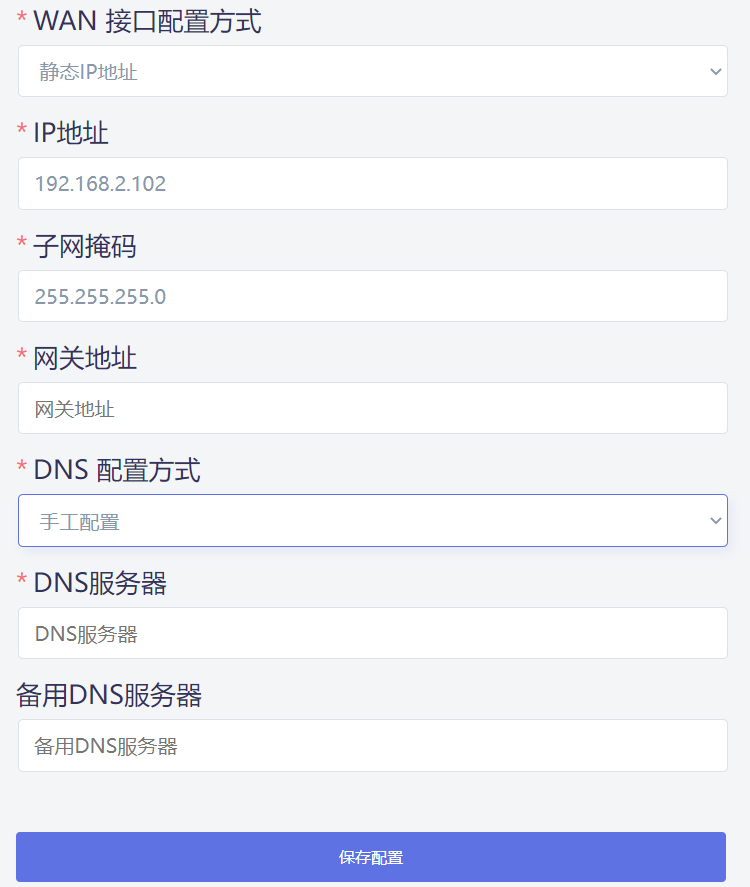 * WAN 接口配置方式
静态IP地址
* IP地址
192.168.2.102
* 子网掩码
255.255.255.0
* 网关地址
网关地址
* DNS 配置方式
手工配置
* DNS服务器
DNS服务器
备用DNS服务器
备用DNS服务器
保存配置